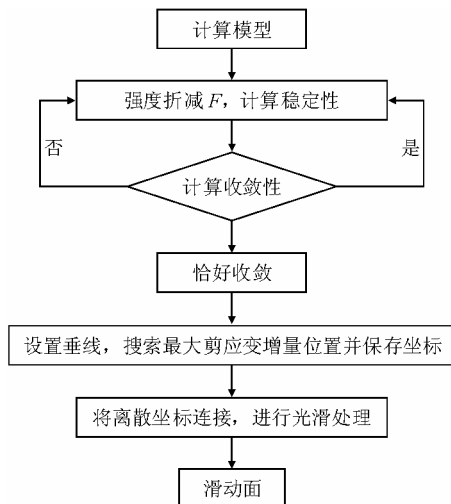 计算模型
强度折减 F，计算稳定性
否
是
计算收敛性
恰好收敛
设置垂线，搜索最大剪应变增量位置并保存坐标
将离散坐标连接，进行光滑处理
滑动面